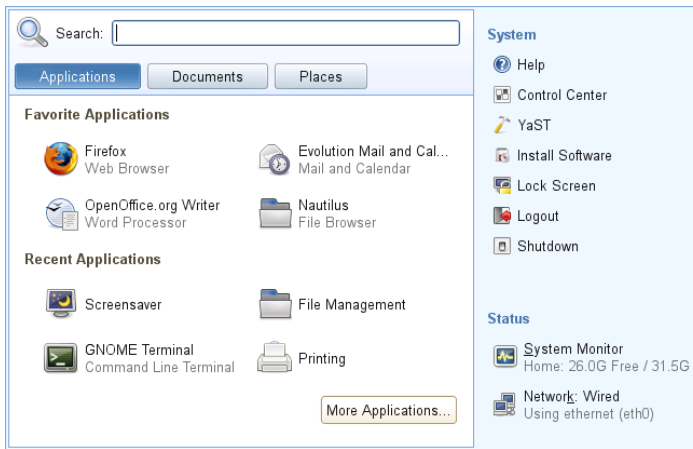 Search:
Applications
Documents
Places
Favorite Applications
Firefox
Web Browser
Evolution Mail and Cal...
Mail and Calendar
OpenOffice.org Writer
Word Processor
Nautilus
File Browser
Recent Applications
Screensaver
File Management
GNOME Terminal
Command Line Terminal
Printing
More Applications...
System
Help
Control Center
YaST
Install Software
Lock Screen
Logout
Shutdown
Status
System Monitor
Home: 26.0G Free / 31.5G
Network: Wired
Using ethernet (eth0)